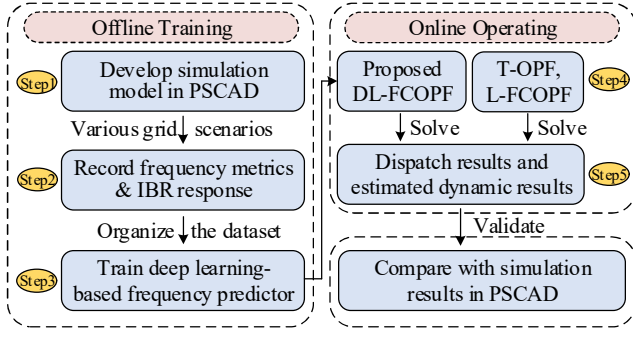 Offline Training
Step1
Develop simulation
model in PSCAD
Various grid scenarios
Step2
Record frequency metrics
& IBR response
Organize the dataset
Step3
Train deep learning-
based frequency predictor
Online Operating
Proposed
DL-FCOPF
T-OPF,
L-FCOPF
Step4
Solve
Solve
Dispatch results and
estimated dynamic results
Step5
Validate
Compare with simulation
results in PSCAD